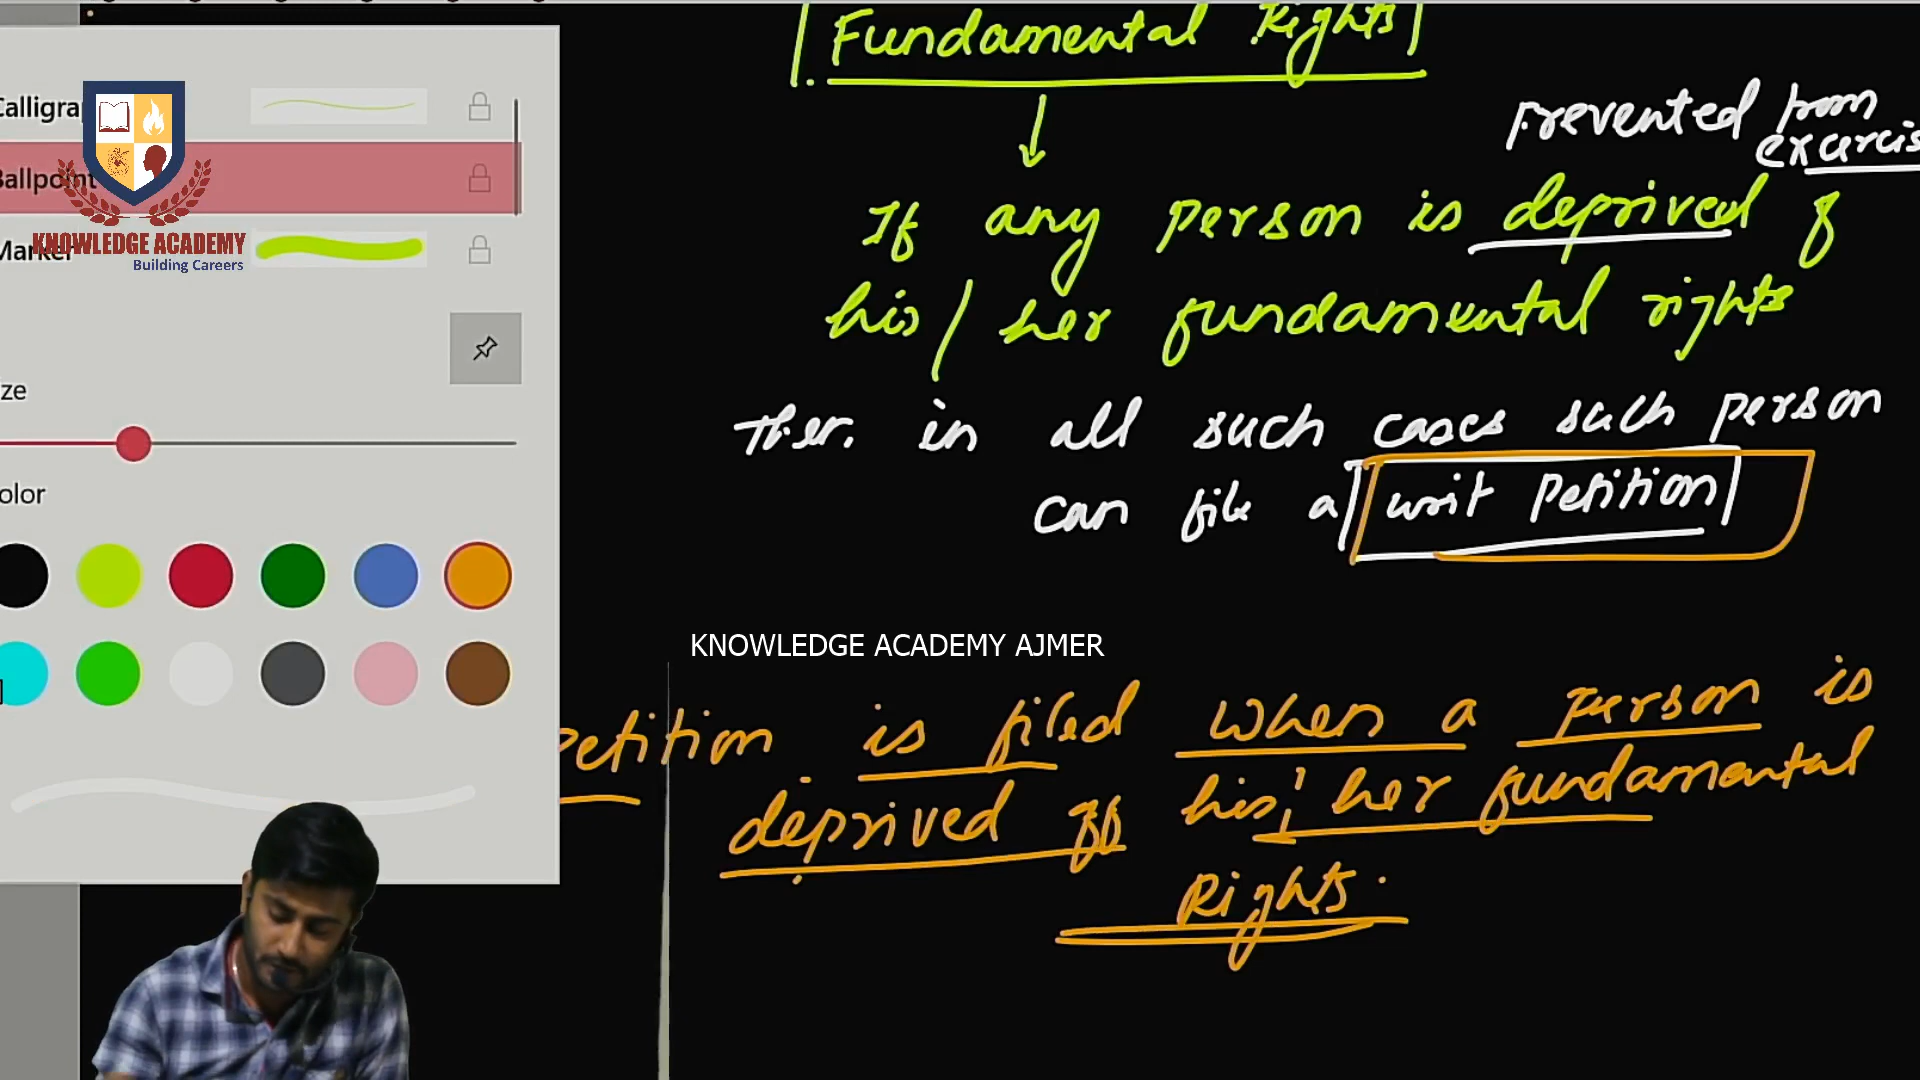 Fundamental Rights
prevented from
exercis
If any person is deprived of
his/her fundamental rights
then in all such cases such person
can file a writ petition
KNOWLEDGE ACADEMY AJMER
Petition is filed when a person is
deprived of his/her fundamental
Rights.
Calligra
Ballpoint
Marker
KNOWLEDGE ACADEMY
Building Careers
ze
olor